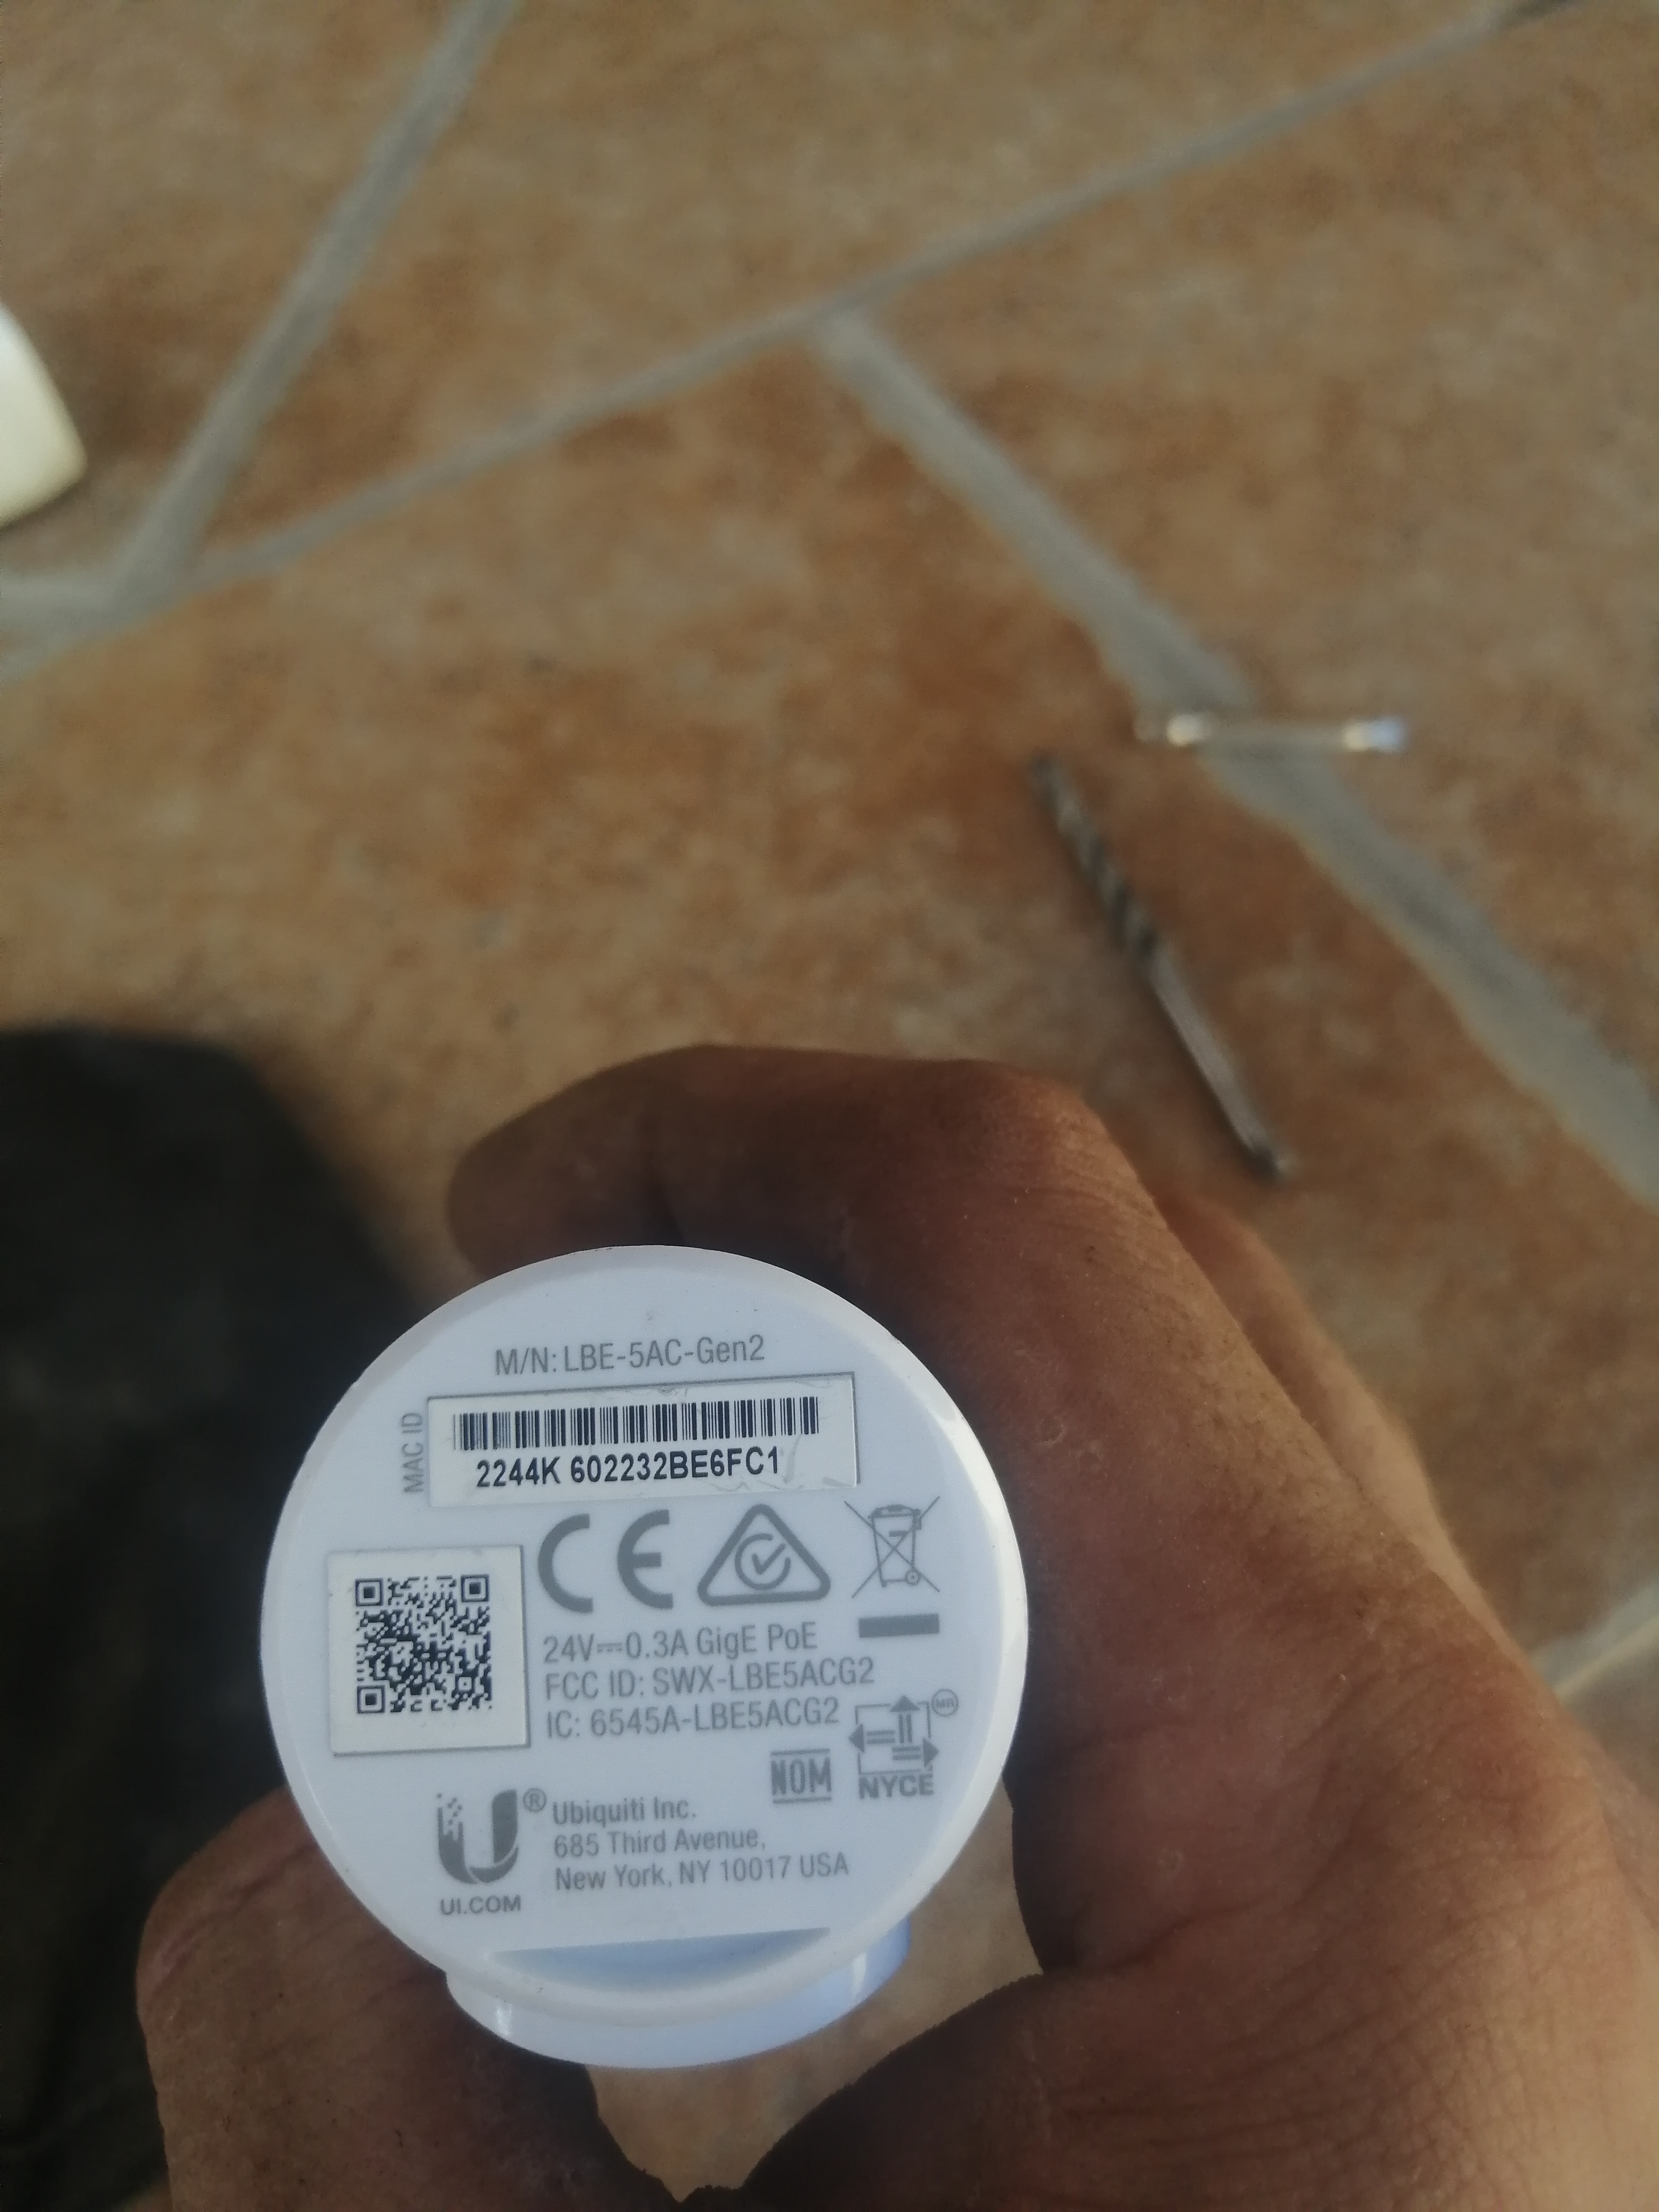 M/N: LBE-5AC-Gen2
MAC ID
2244K 602232BE6FC1
CE
24V⎓0.3A GigE PoE
FCC ID: SWX-LBE5ACG2
IC: 6545A-LBE5ACG2
MR
NOM
NYCE
U®
UI.COM
Ubiquiti Inc.
685 Third Avenue,
New York, NY 10017 USA